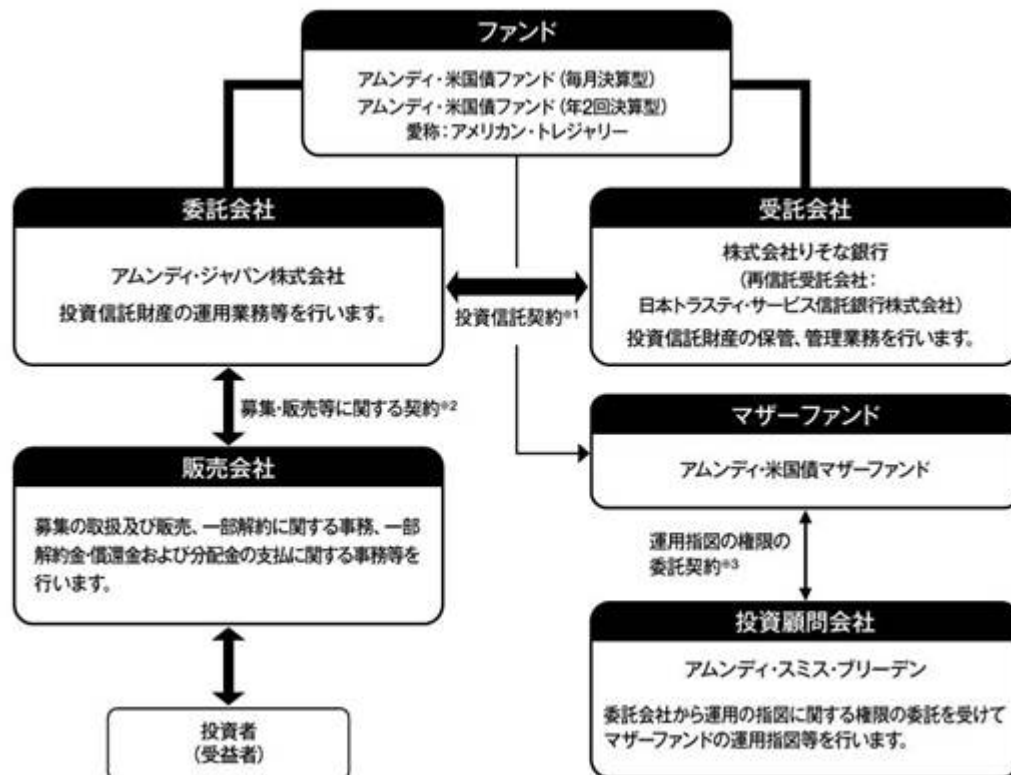 ファンド
アムンディ・米国債ファンド（毎月決算型）
アムンディ・米国債ファンド（年2回決算型）
愛称：アメリカン・トレジャリー
委託会社
アムンディ・ジャパン株式会社
投資信託財産の運用業務等を行います。
投資信託契約※1
受託会社
株式会社りそな銀行
（再信託受託会社：
日本トラスティ・サービス信託銀行株式会社）
投資信託財産の保管、管理業務を行います。
募集・販売等に関する契約※2
マザーファンド
アムンディ・米国債マザーファンド
販売会社
募集の取扱及び販売、一部解約に関する事務、一部
解約金・償還金および分配金の支払に関する事務等を
行います。
運用指図の権限の
委託契約※3
投資顧問会社
アムンディ・スミス・ブリーデン
委託会社から運用の指図に関する権限の委託を受けて
マザーファンドの運用指図等を行います。
投資者
（受益者）